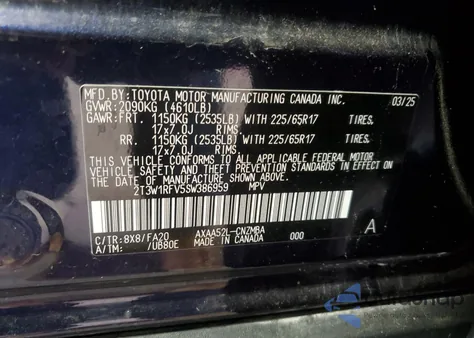 MFD.BY:TOYOTA MOTOR MANUFACTURING CANADA INC. 03/25
GVWR:2090KG (4610LB)
GAWR:FRT. 1150KG (2535LB) WITH 225/65R17 TIRES,
17x7.0J RIMS,
RR. 1150KG (2535LB) WITH 225/65R17 TIRES,
17x7.0J RIMS,
THIS VEHICLE CONFORMS TO ALL APPLICABLE FEDERAL MOTOR
VEHICLE SAFETY AND THEFT PREVENTION STANDARDS IN EFFECT ON
THE DATE OF MANUFACTURE SHOWN ABOVE.
2T3W1RFV5SW386959 MPV
C/TR:8X8/FA20 AXAA52L-CNZMBA A
A/TM: /0B80E MADE IN CANADA 000